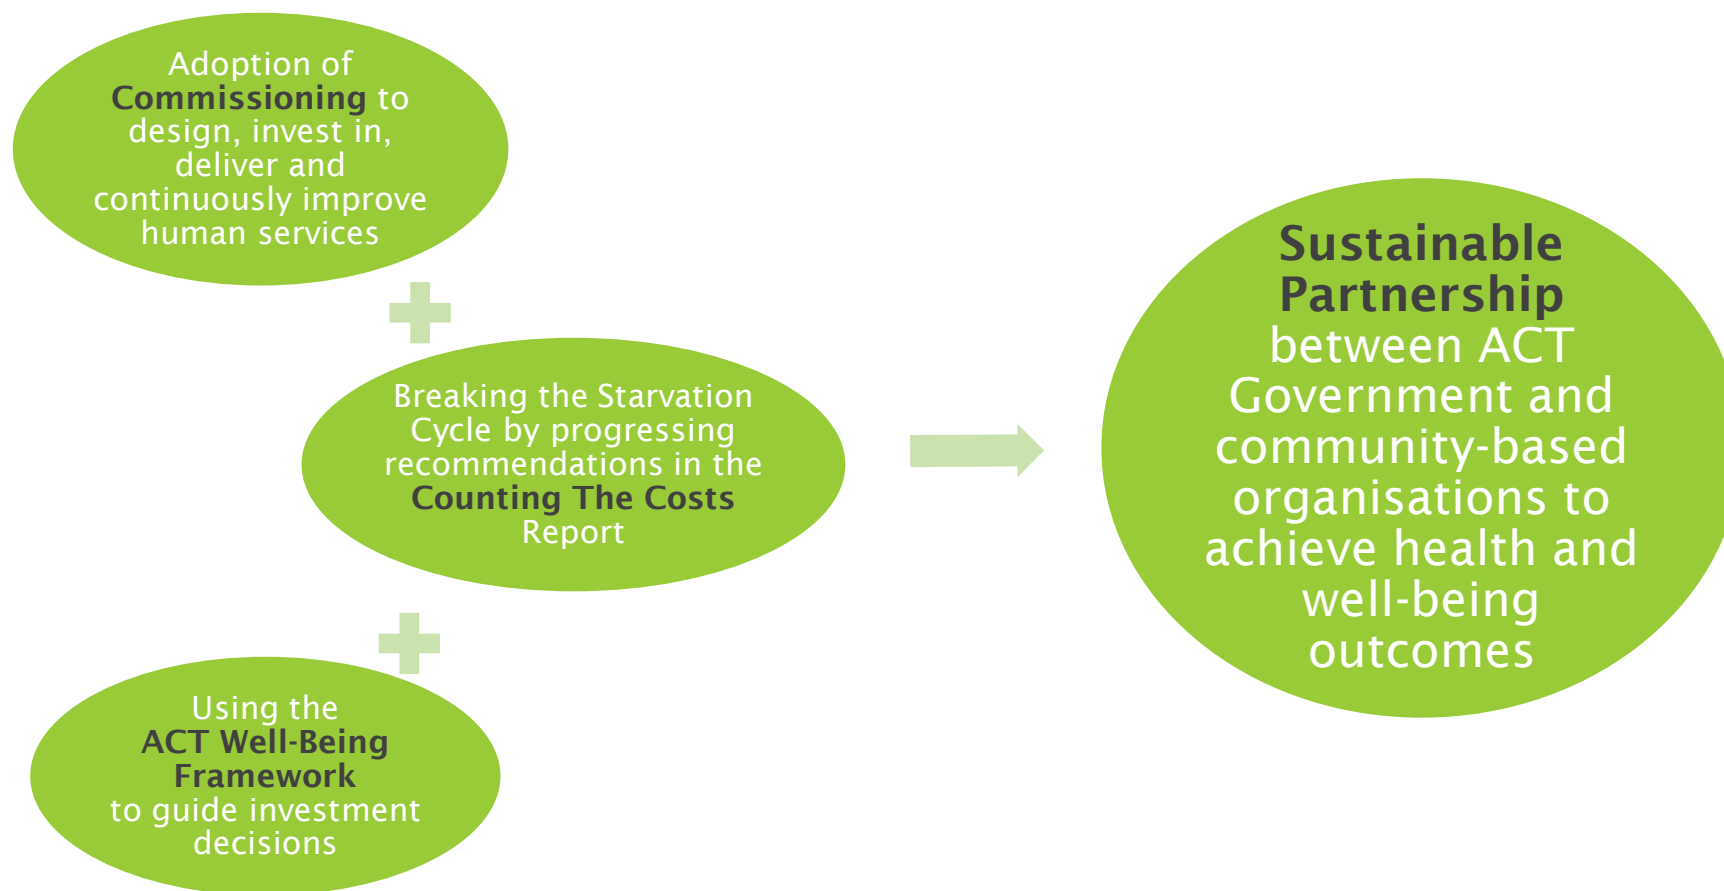 Adoption of
Commissioning to
design, invest in,
deliver and
continuously improve
human services
Breaking the Starvation
Cycle by progressing
recommendations in the
Counting The Costs
Report
Using the
ACT Well-Being
Framework
to guide investment
decisions
Sustainable
Partnership
between ACT
Government and
community-based
organisations to
achieve health and
well-being
outcomes